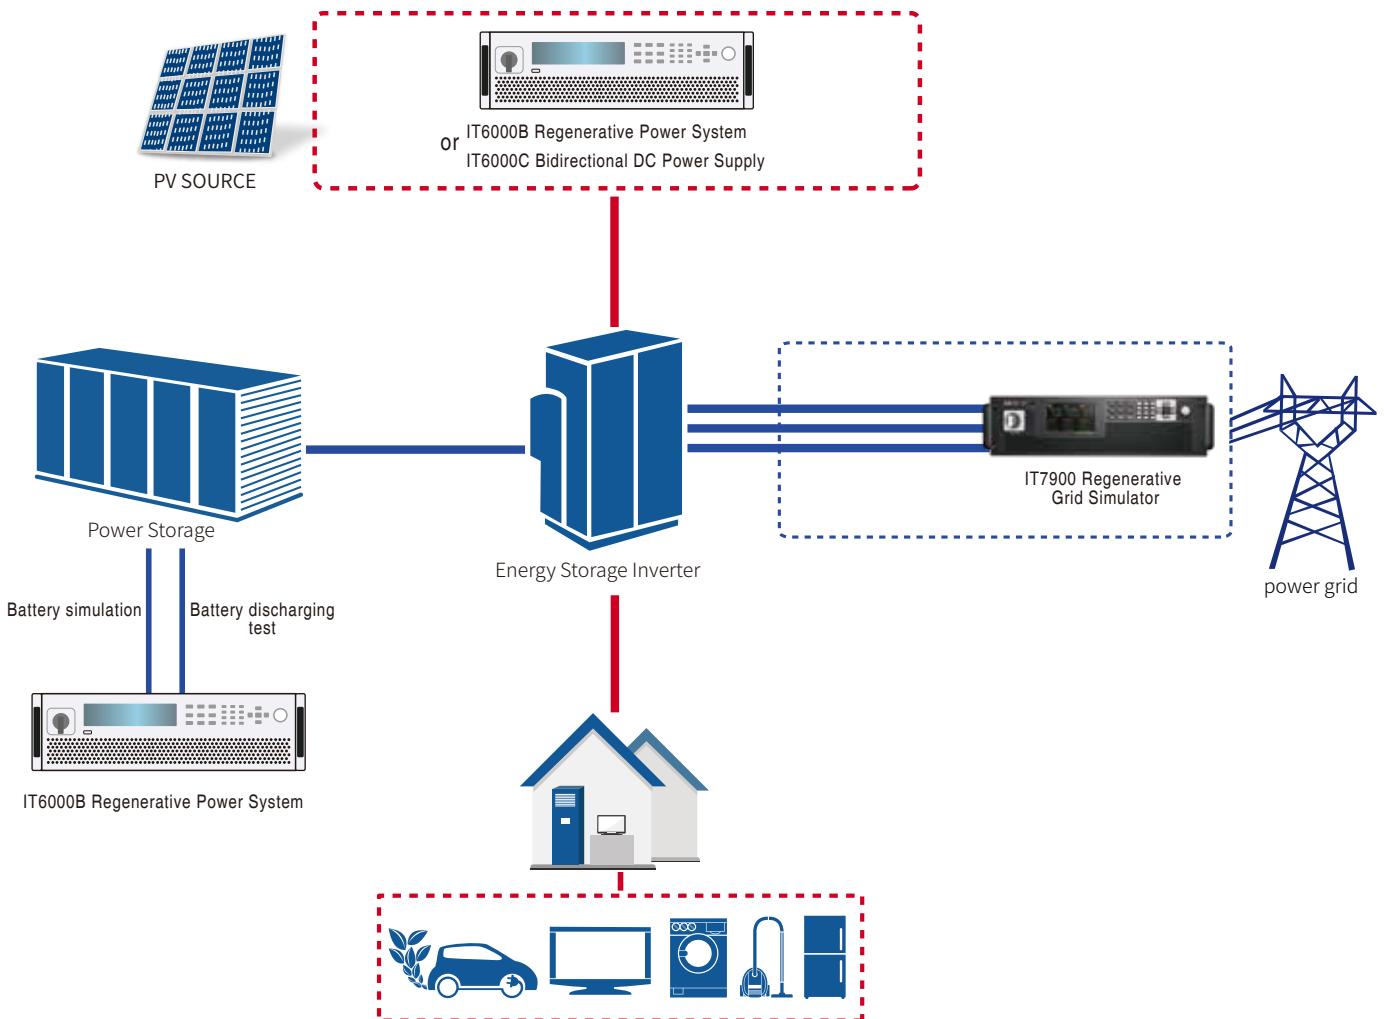 PV SOURCE
or
IT6000B Regenerative Power System
IT6000C Bidirectional DC Power Supply
IT7900 Regenerative
Grid Simulator
Power Storage
Energy Storage Inverter
power grid
Battery simulation
Battery discharging
test
IT6000B Regenerative Power System